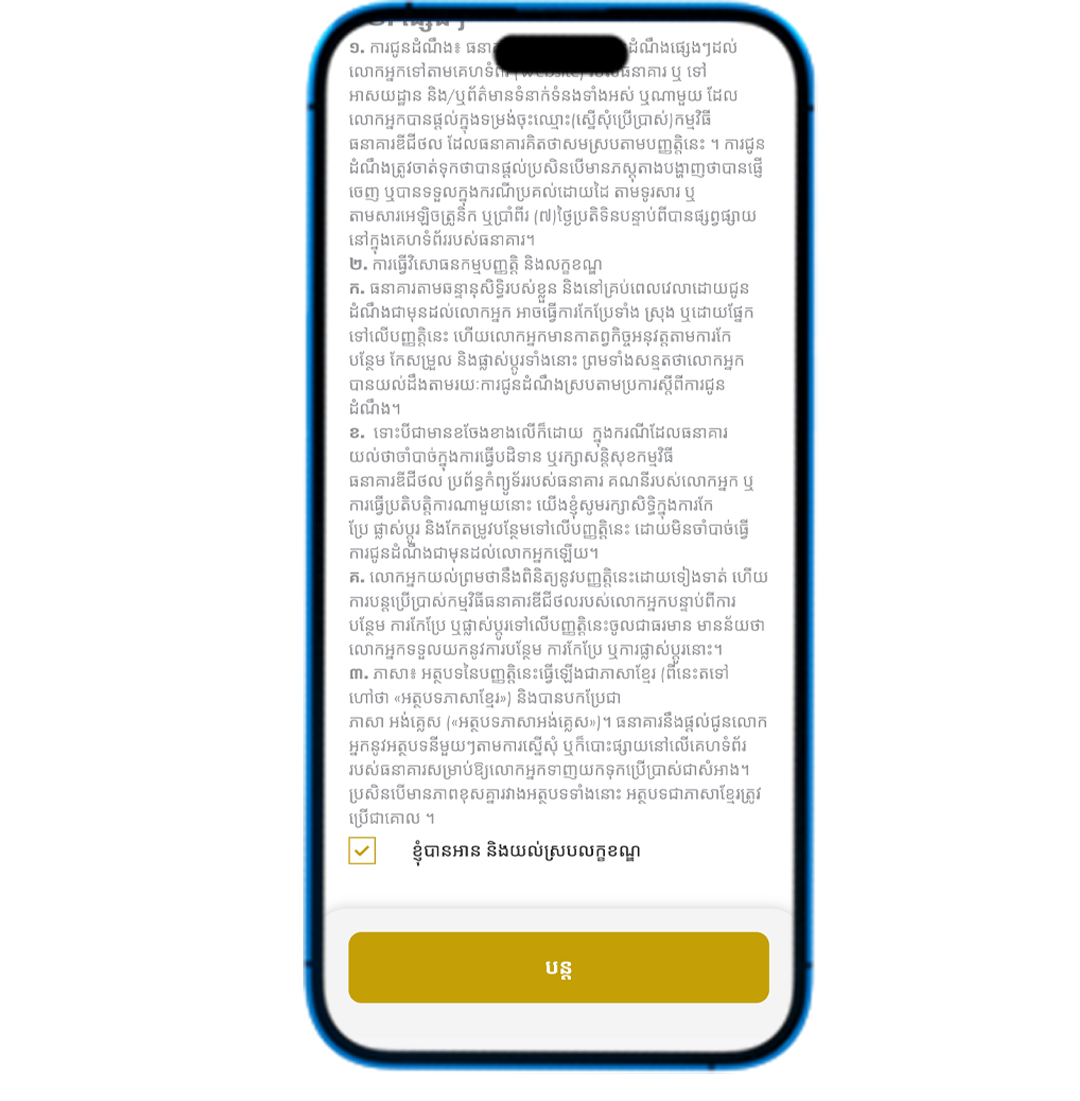 ផ្សេងៗ
១. ការជូនដំណឹង៖ ធនា ដំណឹងផ្សេងៗដល់
លោកអ្នកទៅតាមគេហទំព័រ (website) របស់ធនាគារ ឬ ទៅ
អាសយដ្ឋាន និង/ឬព័ត៌មានទំនាក់ទំនងទាំងអស់ ឬណាមួយ ដែល
លោកអ្នកបានផ្តល់ក្នុងទម្រង់ចុះឈ្មោះ(ស្នើសុំប្រើប្រាស់)កម្មវិធី
ធនាគារឌីជីថល ដែលធនាគារគិតថាសមស្របតាមបញ្ញត្តិនេះ ។ ការជូន
ដំណឹងត្រូវចាត់ទុកថាបានផ្តល់ប្រសិនបើមានភស្តុតាងបង្ហាញថាបានផ្ញើ
ចេញ ឬបានទទួលក្នុងករណីប្រគល់ដោយដៃ តាមទូរសារ ឬ
តាមសារអេឡិចត្រូនិក ឬប្រាំពីរ (៧)ថ្ងៃប្រតិទិនបន្ទាប់ពីបានផ្សព្វផ្សាយ
នៅក្នុងគេហទំព័ររបស់ធនាគារ។
២. ការធ្វើវិសោធនកម្មបញ្ញត្តិ និងលក្ខខណ្ឌ
ក. ធនាគារតាមឆន្ទានុសិទ្ធិរបស់ខ្លួន និងនៅគ្រប់ពេលវេលាដោយជូន
ដំណឹងជាមុនដល់លោកអ្នក អាចធ្វើការកែប្រែទាំង ស្រុង ឬដោយផ្នែក
ទៅលើបញ្ញត្តិនេះ ហើយលោកអ្នកមានកាតព្វកិច្ចអនុវត្តតាមការកែ
បន្ថែម កែសម្រួល និងផ្លាស់ប្តូរទាំងនោះ ព្រមទាំងសន្មតថាលោកអ្នក
បានយល់ដឹងតាមរយៈការជូនដំណឹងស្របតាមប្រការស្តីពីការជូន
ដំណឹង។
ខ. ទោះបីជាមានខចែងខាងលើក៏ដោយ ក្នុងករណីដែលធនាគារ
យល់ថាចាំបាច់ក្នុងការធ្វើបដិទាន ឬរក្សាសន្តិសុខកម្មវិធី
ធនាគារឌីជីថល ប្រព័ន្ធកំព្យូទ័ររបស់ធនាគារ គណនីរបស់លោកអ្នក ឬ
ការធ្វើប្រតិបត្តិការណាមួយនោះ យើងខ្ញុំសូមរក្សាសិទ្ធិក្នុងការកែ
ប្រែ ផ្លាស់ប្តូរ និងកែតម្រូវបន្ថែមទៅលើបញ្ញត្តិនេះ ដោយមិនចាំបាច់ធ្វើ
ការជូនដំណឹងជាមុនដល់លោកអ្នកឡើយ។
គ. លោកអ្នកយល់ព្រមថានឹងពិនិត្យនូវបញ្ញត្តិនេះដោយទៀងទាត់ ហើយ
ការបន្តប្រើប្រាស់កម្មវិធីធនាគារឌីជីថលរបស់លោកអ្នកបន្ទាប់ពីការ
បន្ថែម ការកែប្រែ ឬផ្លាស់ប្តូរទៅលើបញ្ញត្តិនេះចូលជាធរមាន មានន័យថា
លោកអ្នកទទួលយកនូវការបន្ថែម ការកែប្រែ ឬការផ្លាស់ប្តូរនោះ។
៣. ភាសា៖ អត្ថបទនៃបញ្ញត្តិនេះធ្វើឡើងជាភាសាខ្មែរ (ពីនេះតទៅ
ហៅថា «អត្ថបទភាសាខ្មែរ») និងបានបកប្រែជា
ភាសា អង់គ្លេស («អត្ថបទភាសាអង់គ្លេស»)។ ធនាគារនឹងផ្តល់ជូនលោក
អ្នកនូវអត្ថបទនីមួយៗតាមការស្នើសុំ ឬក៏បោះផ្សាយនៅលើគេហទំព័រ
របស់ធនាគារសម្រាប់ឱ្យលោកអ្នកទាញយកទុកប្រើប្រាស់ជាសំអាង។
ប្រសិនបើមានភាពខុសគ្នារវាងអត្ថបទទាំងនោះ អត្ថបទជាភាសាខ្មែរត្រូវ
ប្រើជាគោល ។
ខ្ញុំបានអាន និងយល់ស្របលក្ខខណ្ឌ
បន្ត